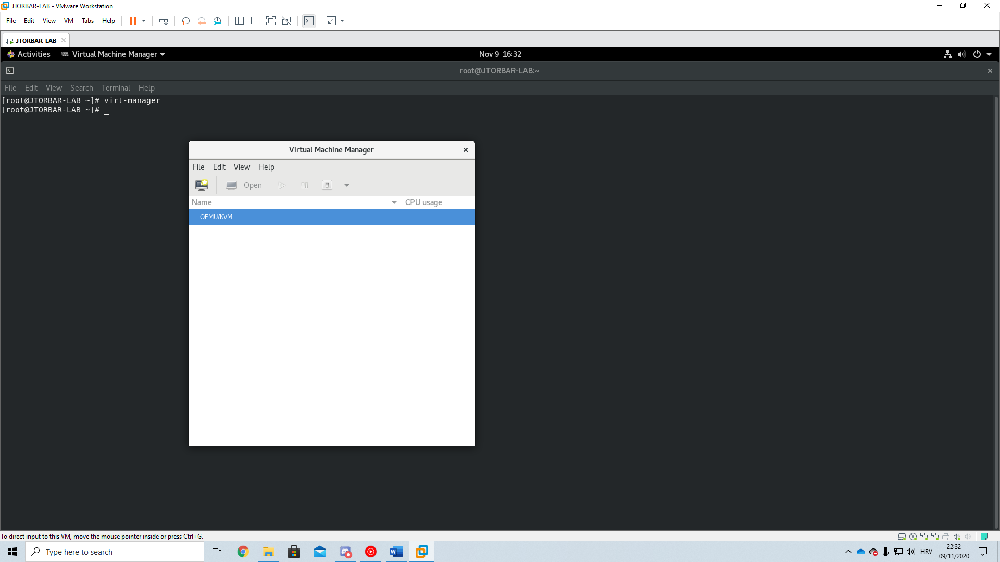 JTORBAR-LAB - VMware Workstation
File Edit View VM Tabs Help
JTORBAR-LAB
Activities Virtual Machine Manager Nov 9 16:32
root@JTORBAR-LAB:~
File Edit View Search Terminal Help
[root@JTORBAR-LAB ~]# virt-manager
[root@JTORBAR-LAB ~]#
Virtual Machine Manager
File Edit View Help
Open
Name CPU usage
QEMU/KVM
To direct input to this VM, move the mouse pointer inside or press Ctrl+G.
Type here to search
HRV
22:32
09/11/2020